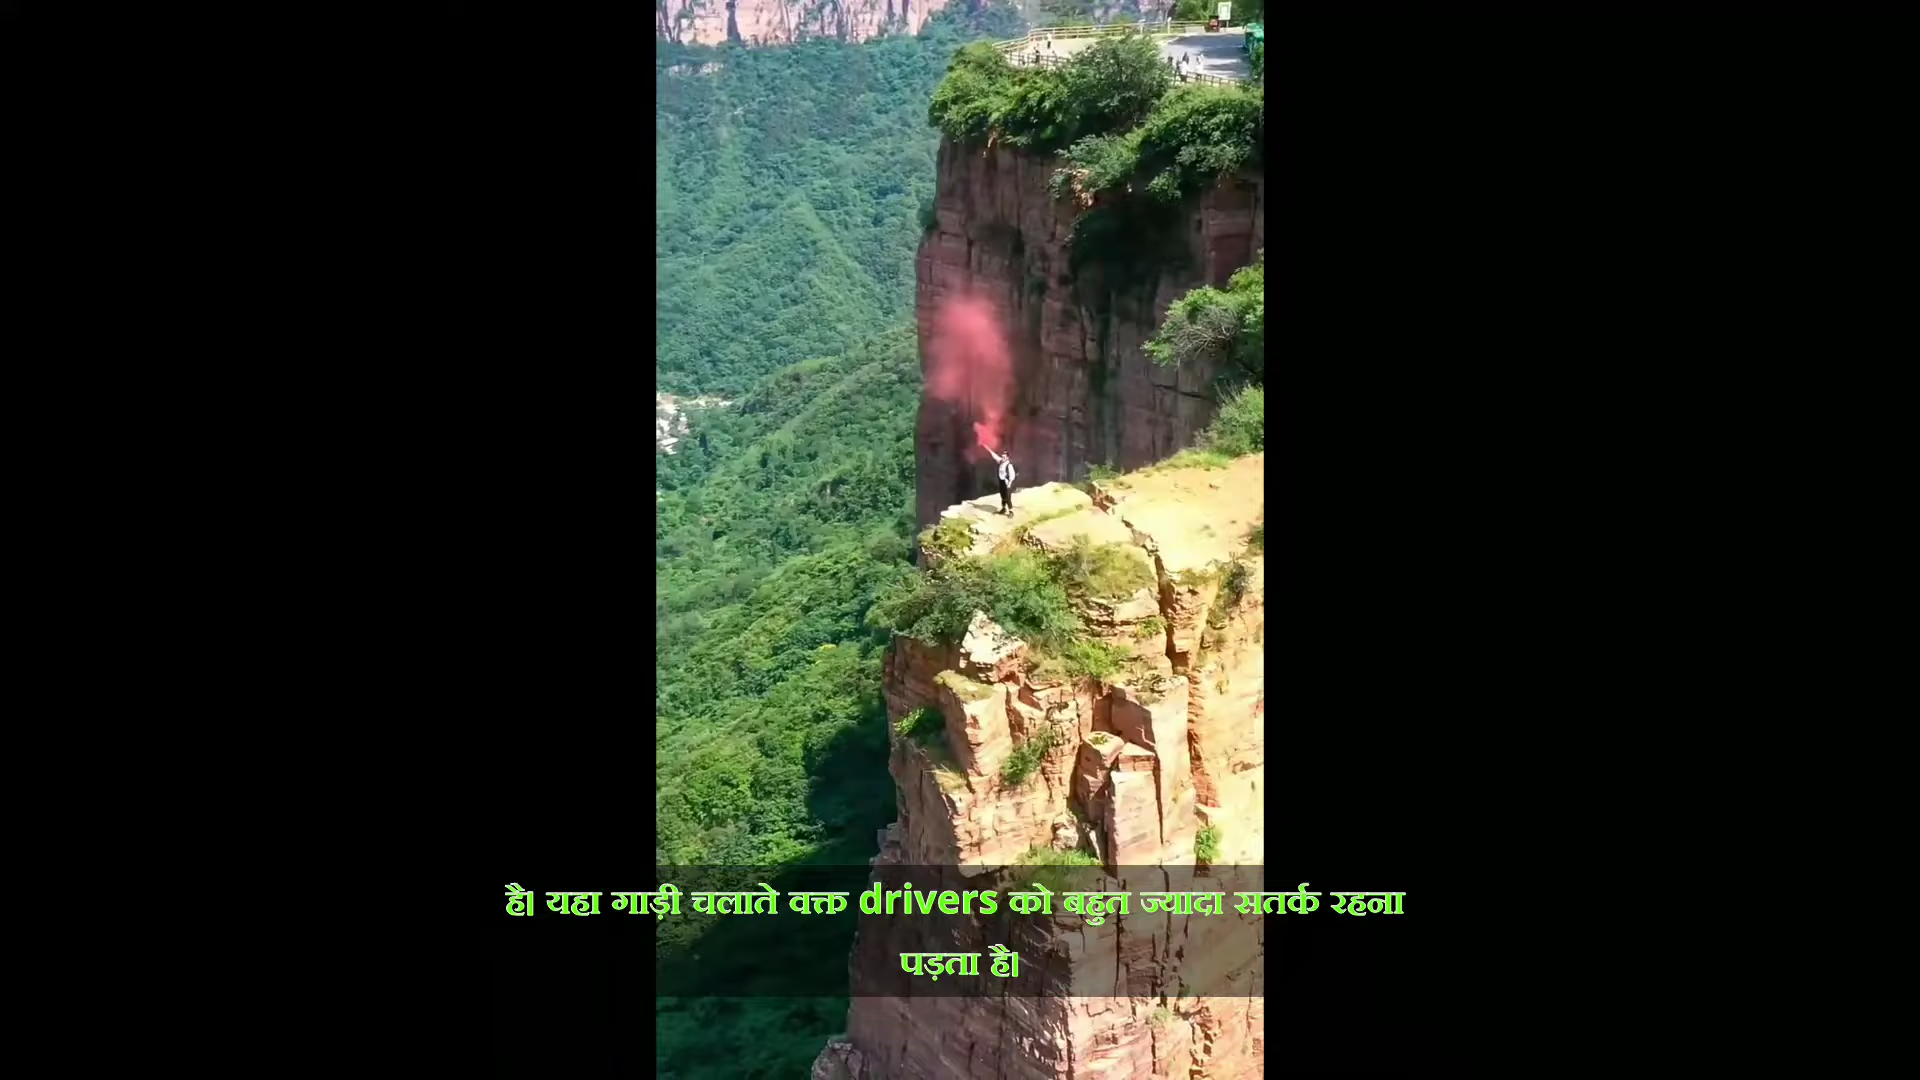 है। यहा गाड़ी चलाते वक्त drivers को बहुत ज्यादा सतर्क रहना
पड़ता है।